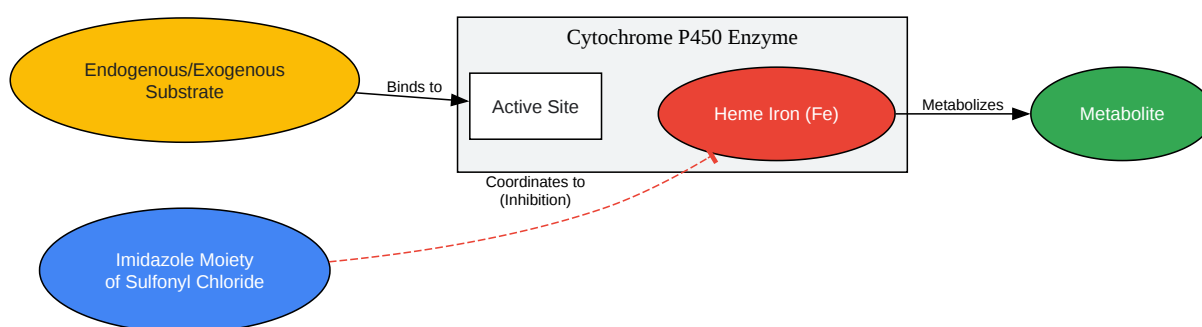 Cytochrome P450 Enzyme
Endogenous/Exogenous
Substrate
Binds to
Active Site
Heme Iron (Fe)
Metabolizes
Metabolite
Coordinates to
(Inhibition)
Imidazole Moiety
of Sulfonyl Chloride